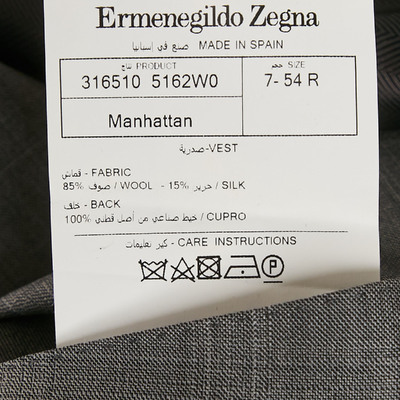 Ermenegildo Zegna
صنع في إسبانيا MADE IN SPAIN
نتاج PRODUCT
316510 5162W0
Manhattan
حجم SIZE
7- 54 R
صدرية-VEST
قماش - FABRIC
85% صوف / WOOL - 15% حرير / SILK
خلف - BACK
100% خيط صناعي من أصل قطني / CUPRO
كير تعليمات - CARE INSTRUCTIONS
P